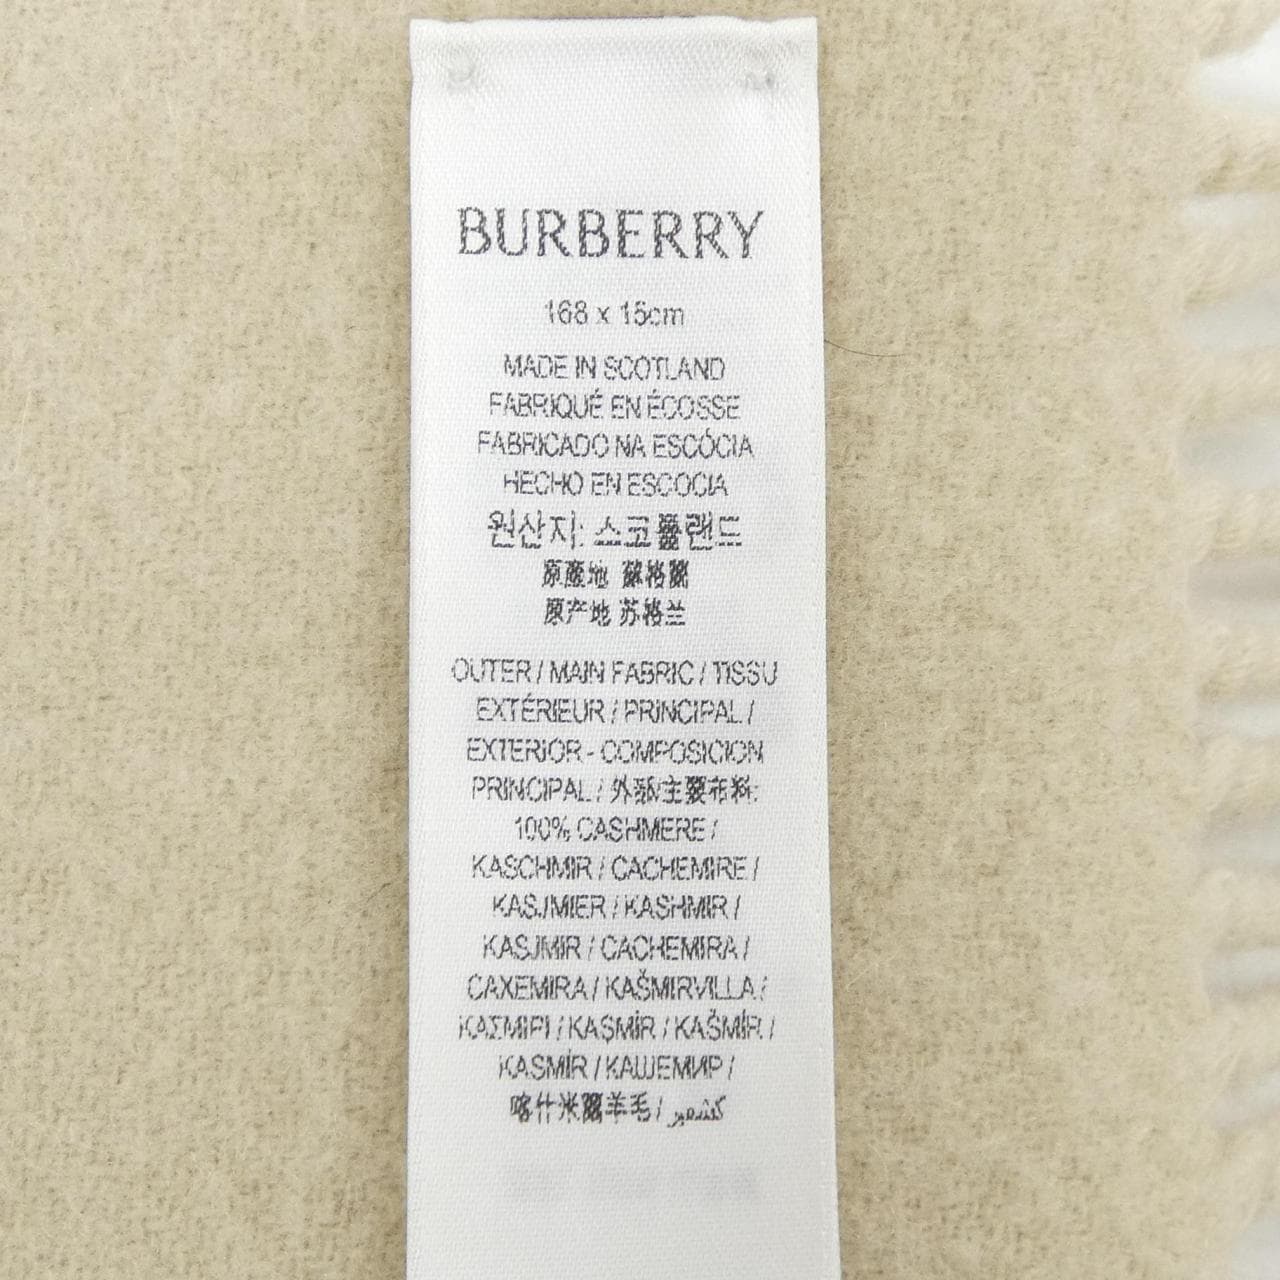 BURBERRY
168 x 15cm
MADE IN SCOTLAND
FABRIQUÉ EN ÉCOSSE
FABRICADO NA ESCÓCIA
HECHO EN ESCOCIA
원산지: 스코틀랜드
原產地 蘇格蘭
原产地 苏格兰
OUTER / MAIN FABRIC / TISSU
EXTÉRIEUR / PRINCIPAL /
EXTERIOR - COMPOSICION
PRINCIPAL / 外部/主要布料:
100% CASHMERE /
KASCHMIR / CACHEMIRE /
KASJMIER / KASHMIR /
KASJMIR / CACHEMIRA /
CAXEMIRA / KAŠMIRVILLA /
ΚΑΣΜΙΡΙ / KAŞMİR / KAŠMÍR /
KASMÍR / КАШЕМИР /
喀什米爾羊毛 / كشمير